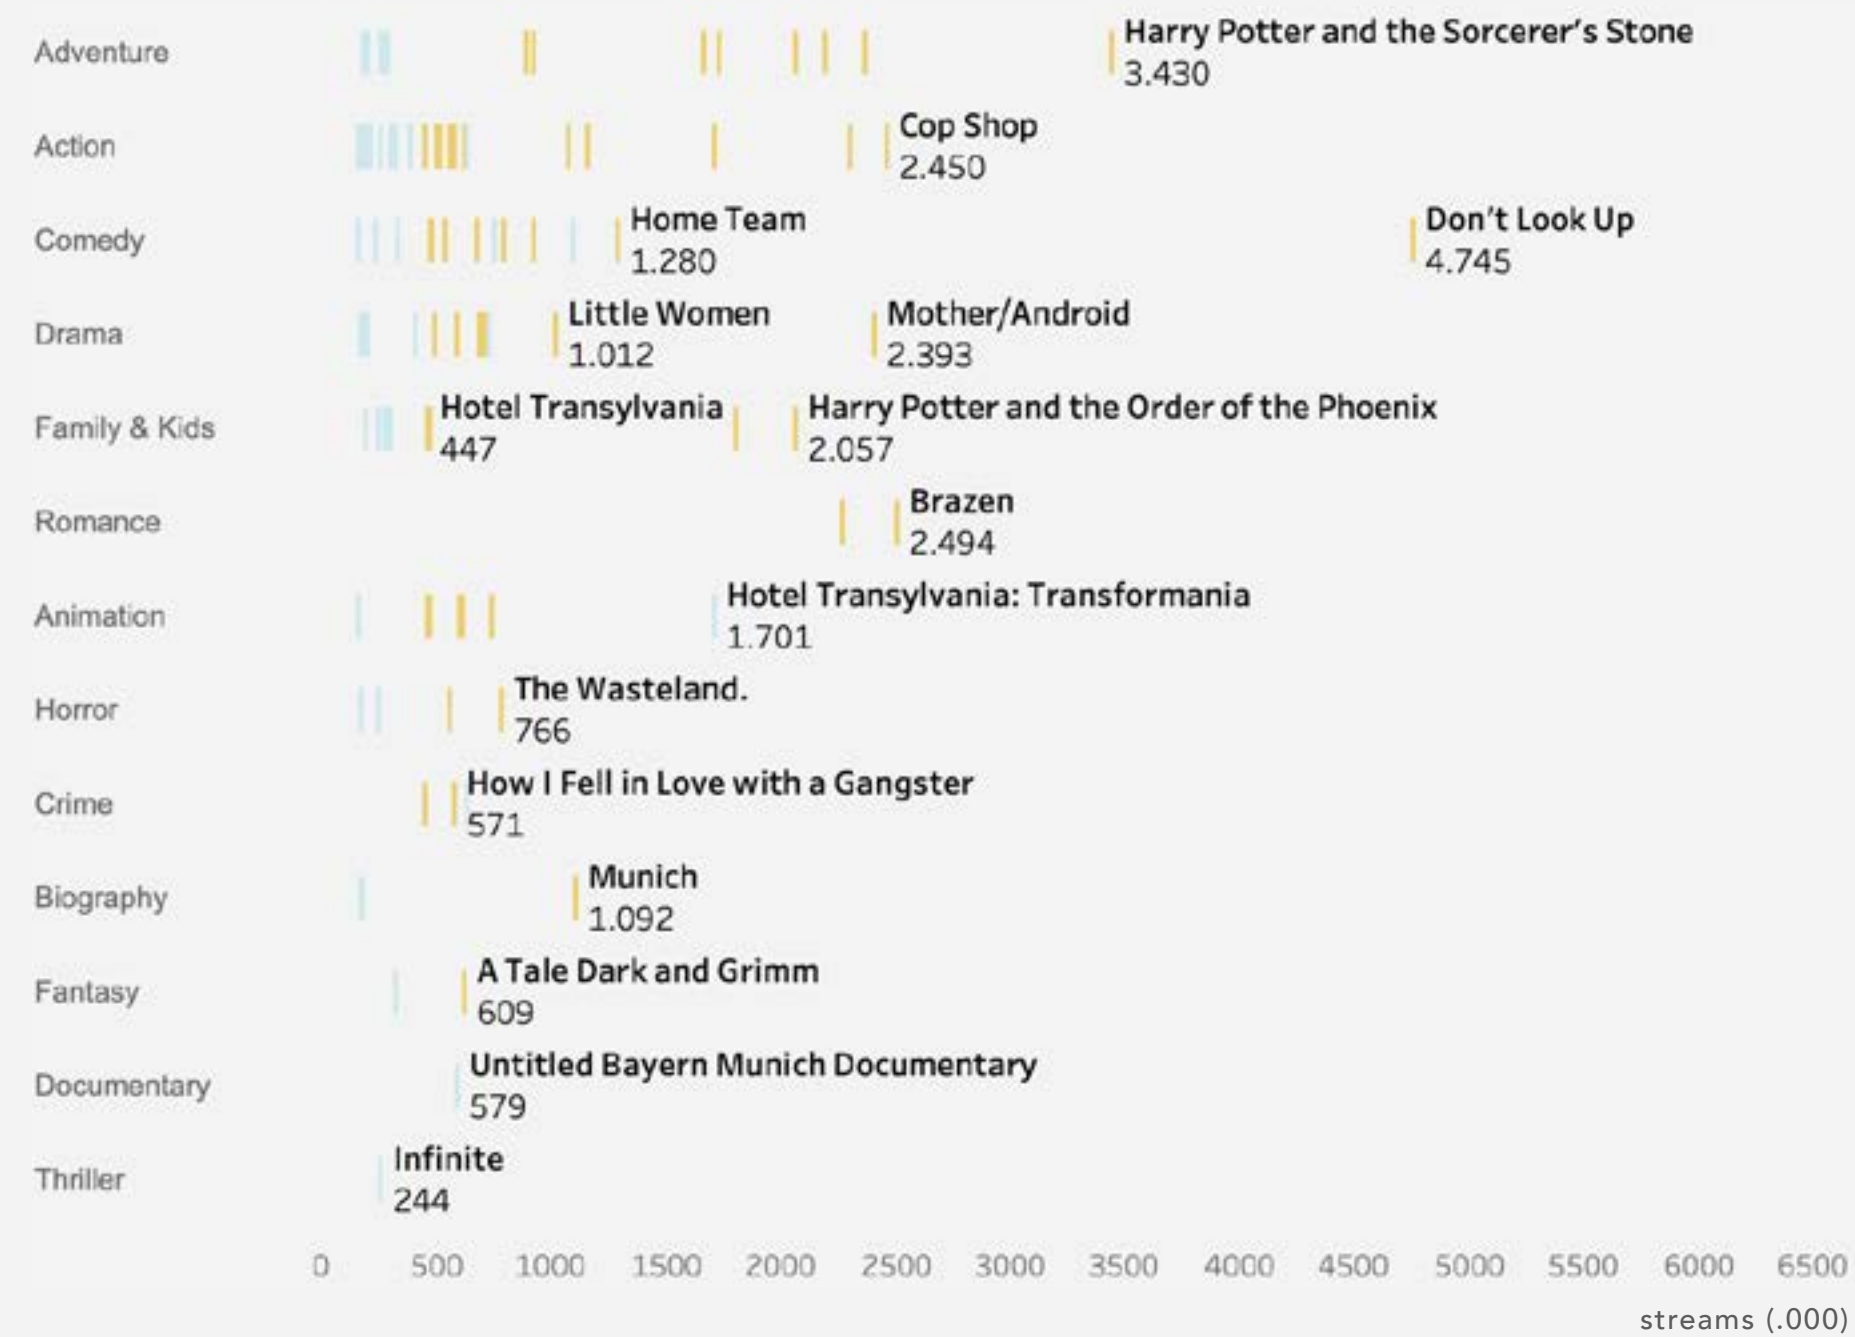 Adventure
Harry Potter and the Sorcerer's Stone
3.430
Action
Cop Shop
2.450
Comedy
Home Team
1.280
Don't Look Up
4.745
Drama
Little Women
1.012
Mother/Android
2.393
Family & Kids
Hotel Transylvania
447
Harry Potter and the Order of the Phoenix
2.057
Romance
Brazen
2.494
Animation
Hotel Transylvania: Transformania
1.701
Horror
The Wasteland.
766
Crime
How I Fell in Love with a Gangster
571
Biography
Munich
1.092
Fantasy
A Tale Dark and Grimm
609
Documentary
Untitled Bayern Munich Documentary
579
Thriller
Infinite
244
0 500 1000 1500 2000 2500 3000 3500 4000 4500 5000 5500 6000 6500
streams (.000)